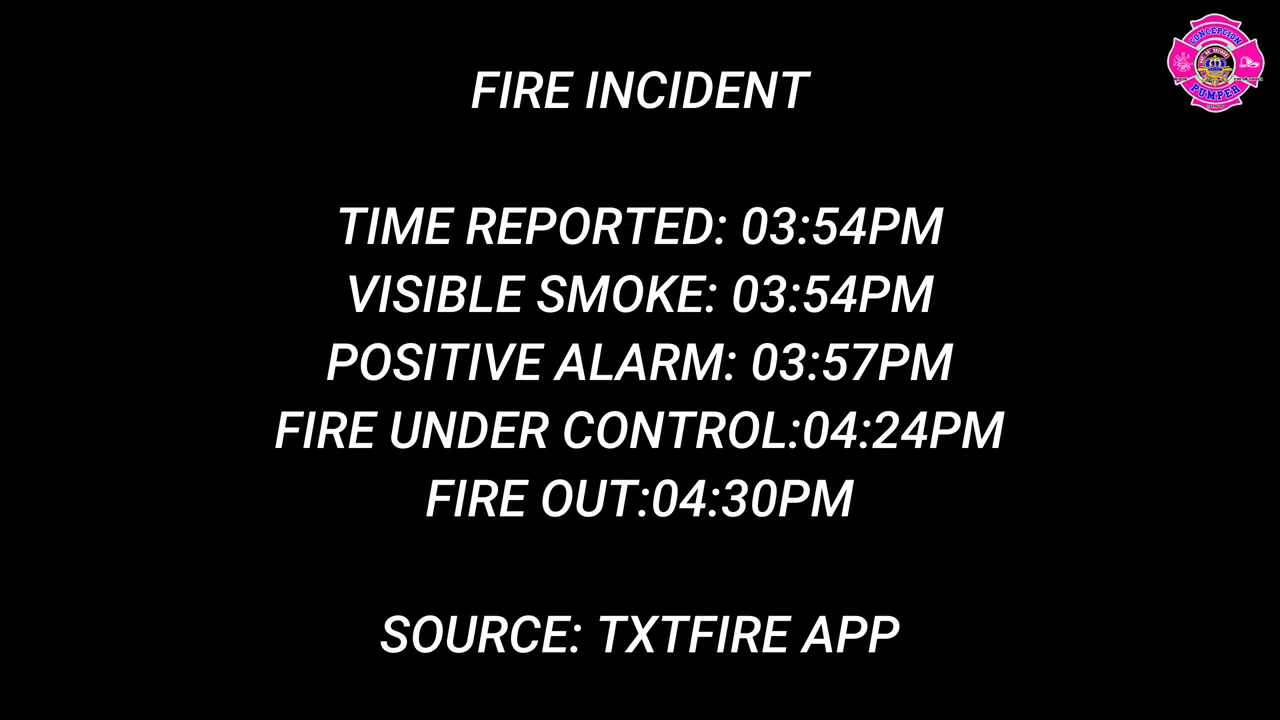 CONCEPCION
PUMPER
FIRE INCIDENT
TIME REPORTED: 03:54PM
VISIBLE SMOKE: 03:54PM
POSITIVE ALARM: 03:57PM
FIRE UNDER CONTROL:04:24PM
FIRE OUT:04:30PM
SOURCE: TXTFIRE APP